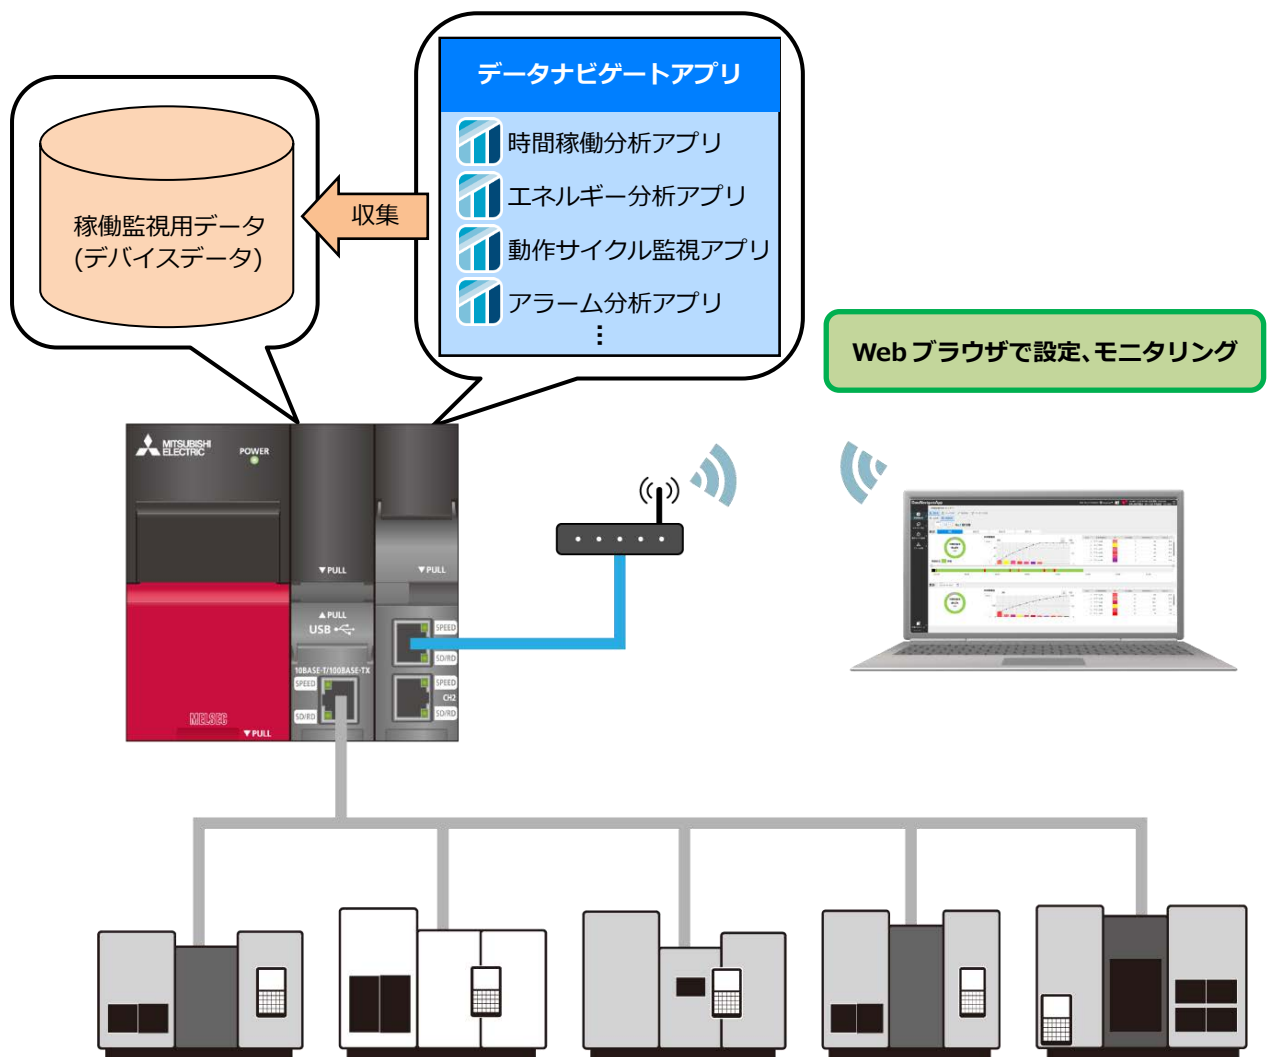 データナビゲートアプリ
時間稼働分析アプリ
エネルギー分析アプリ
動作サイクル監視アプリ
アラーム分析アプリ
⋮
収集
稼働監視用データ
(デバイスデータ)
Web ブラウザで設定、モニタリング
MITSUBISHI
ELECTRIC
POWER
▼PULL
▼PULL
▲PULL
USB
SPEED
SD/RD
10BASE-T/100BASE-TX
SPEED
SD/RD
SPEED
CH2
SD/RD
MELSEC
▼PULL